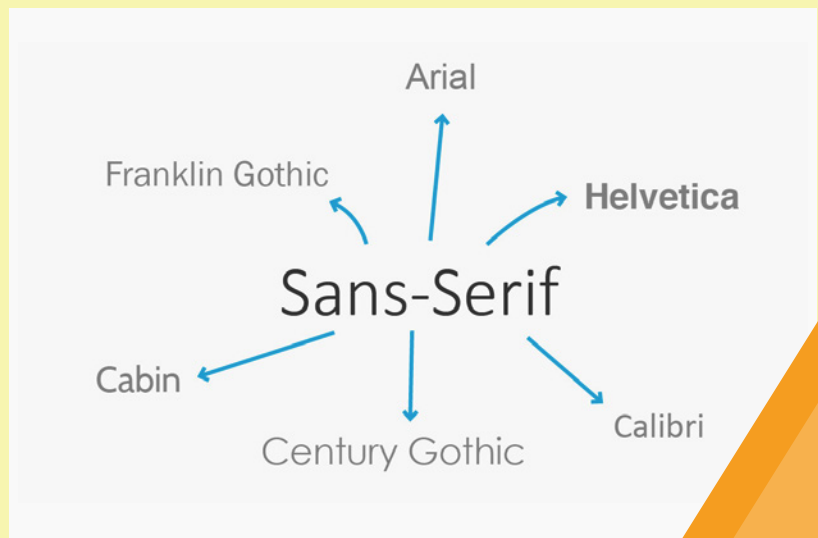 Arial
Franklin Gothic
Helvetica
Sans-Serif
Cabin
Calibri
Century Gothic